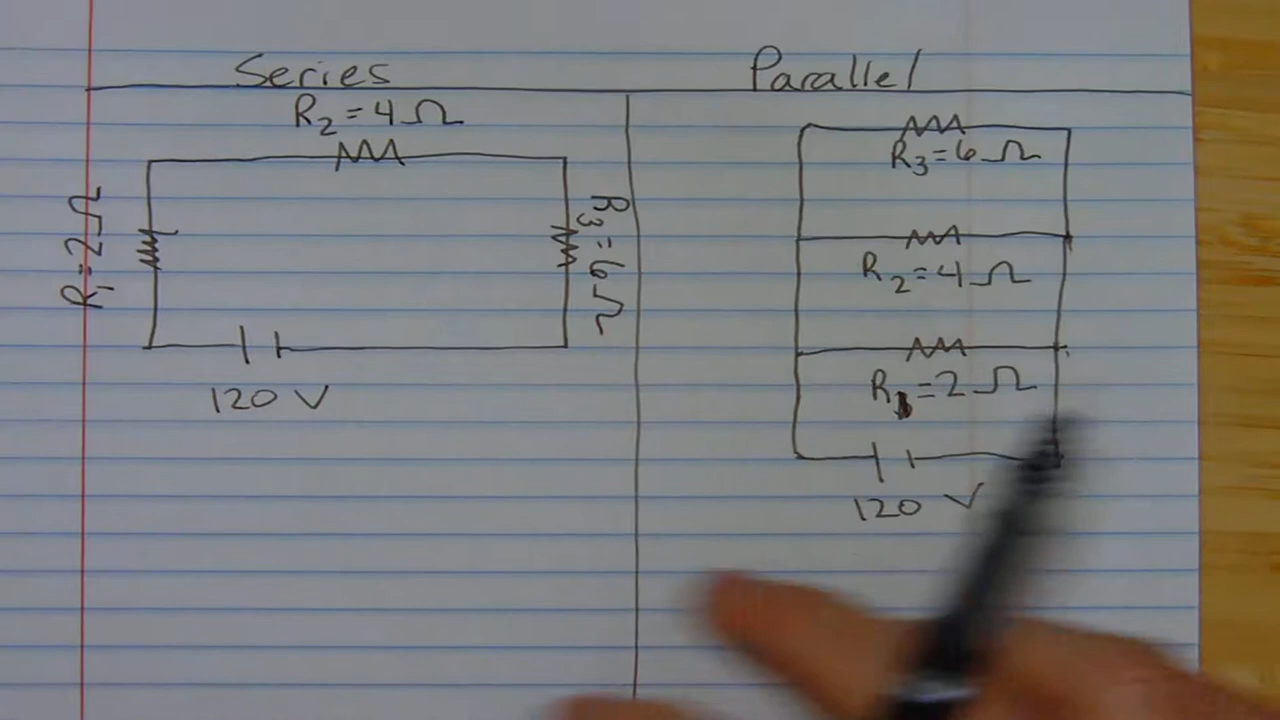 Series
R₂ = 4 Ω
R₁ = 2 Ω
R₃ = 6 Ω
120 V
Parallel
R₃ = 6 Ω
R₂ = 4 Ω
R₁ = 2 Ω
120 V